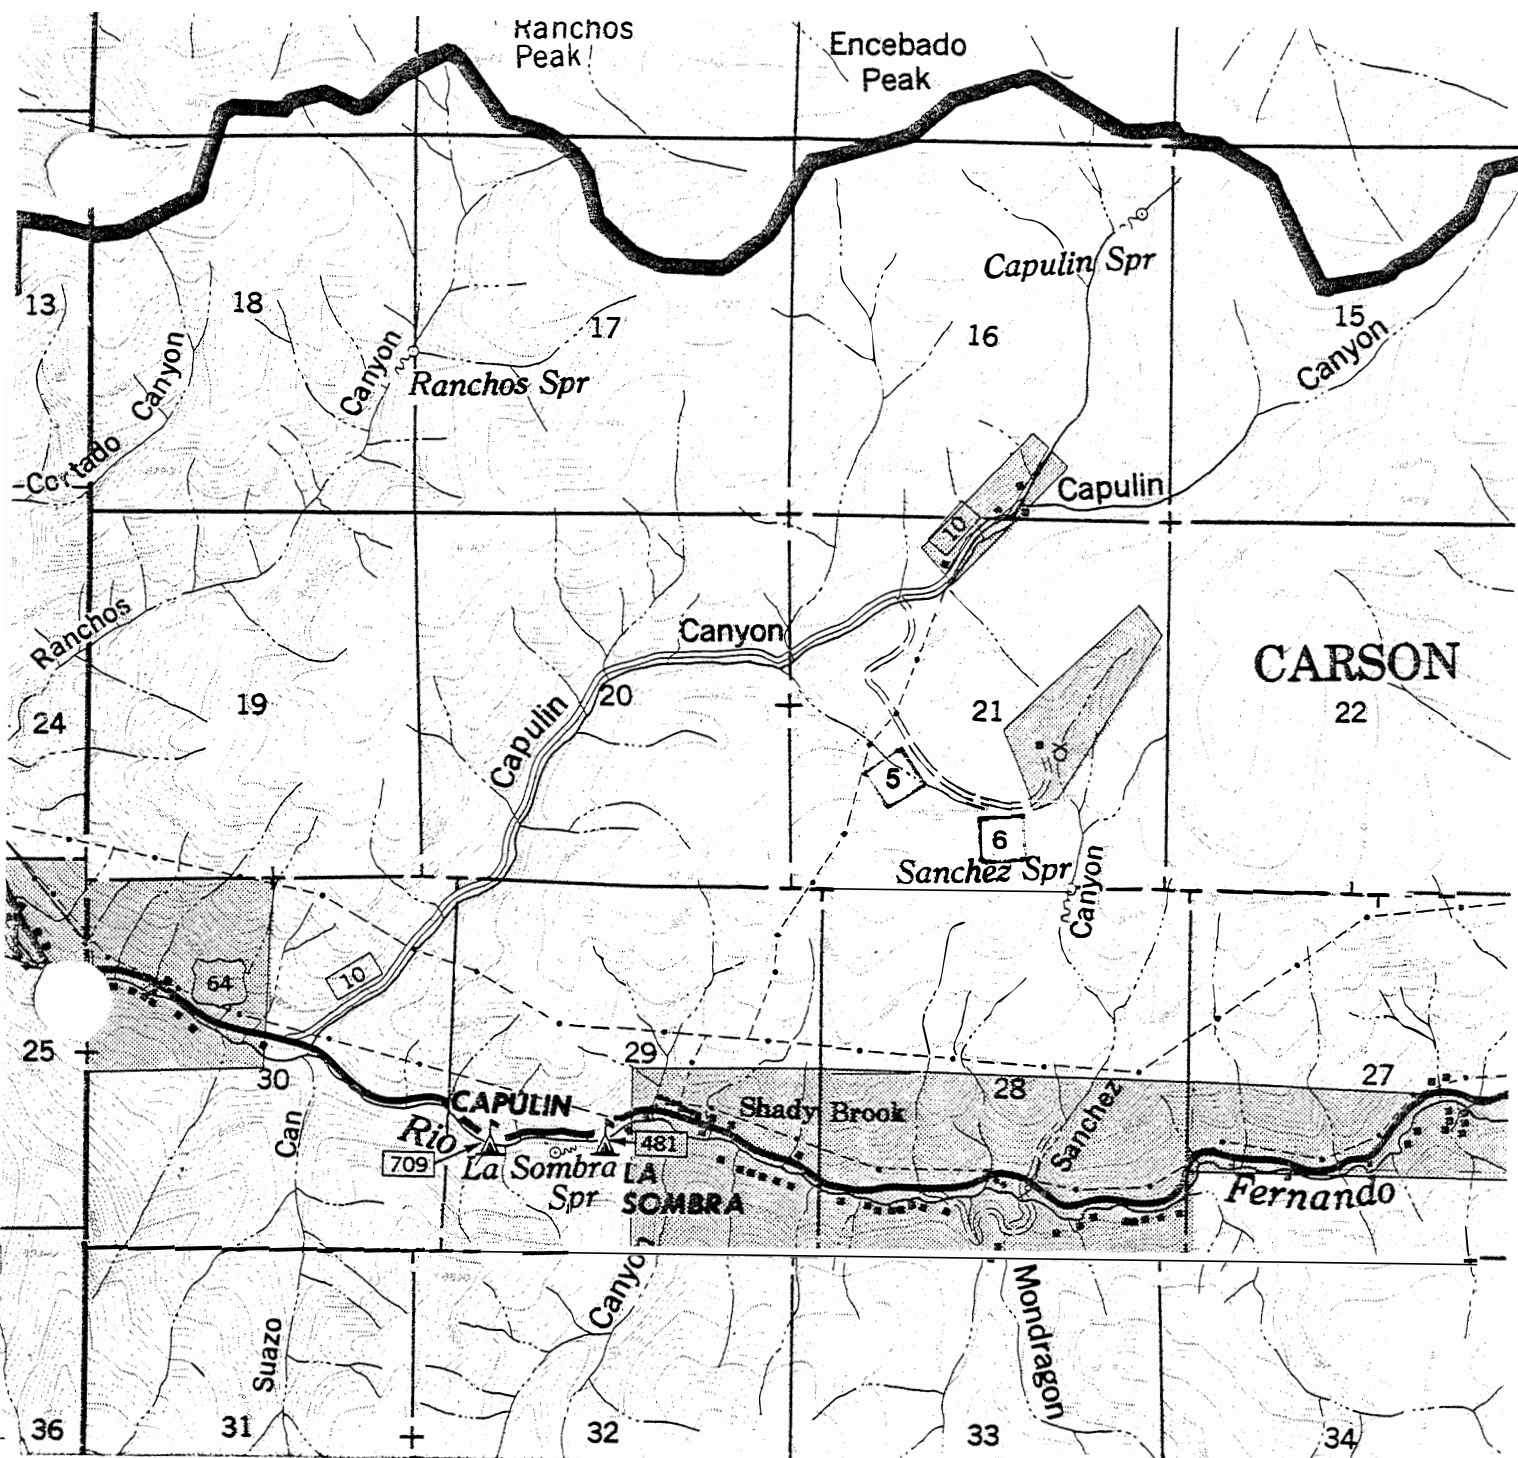 Ranchos
Peak
Encebado
Peak
Capulin Spr
13
18
17
16
15
Canyon
Canyon
Canyon
Ranchos Spr
Cortado
Capulin
10
Ranchos
Canyon
CARSON
19
20
21
22
24
Capulin
5
6
Sanchez Spr
Canyon
64
10
25
29
30
28
27
CAPULIN
Shady Brook
Sanchez
Rio
481
709
La Sombra
Spr
LA
SOMBRA
Can
Fernando
Canyon
Mondragon
Suazo
36
31
32
33
34